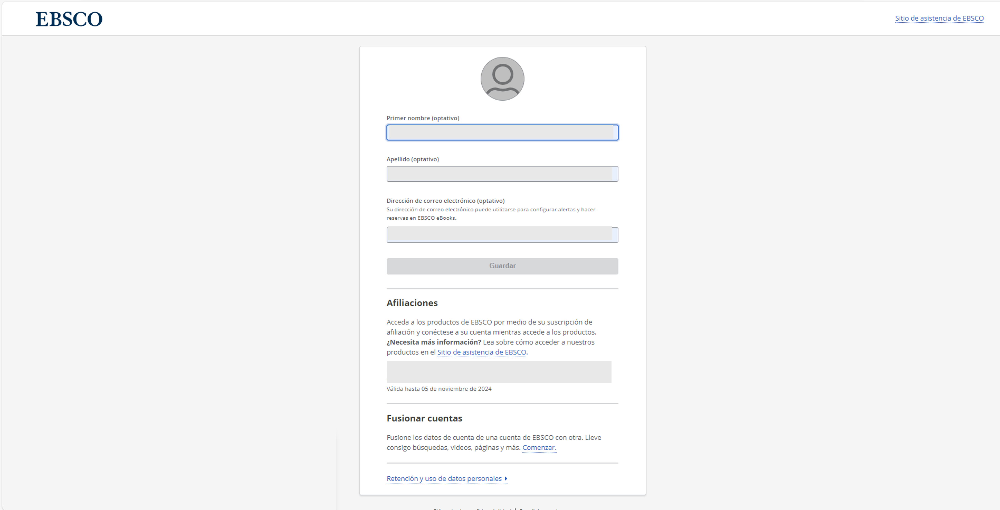 EBSCO
Sitio de asistencia de EBSCO
Primer nombre (optativo)
Apellido (optativo)
Dirección de correo electrónico (optativo)
Su dirección de correo electrónico puede utilizarse para configurar alertas y hacer
reservas en EBSCO eBooks.
Guardar
Afiliaciones
Acceda a los productos de EBSCO por medio de su suscripción de
afiliación y conéctese a su cuenta mientras accede a los productos.
¿Necesita más información? Lea sobre cómo acceder a nuestros
productos en el Sitio de asistencia de EBSCO.
Válida hasta 05 de noviembre de 2024
Fusionar cuentas
Fusione los datos de cuenta de una cuenta de EBSCO con otra. Lleve
consigo búsquedas, videos, páginas y más. Comenzar.
Retención y uso de datos personales